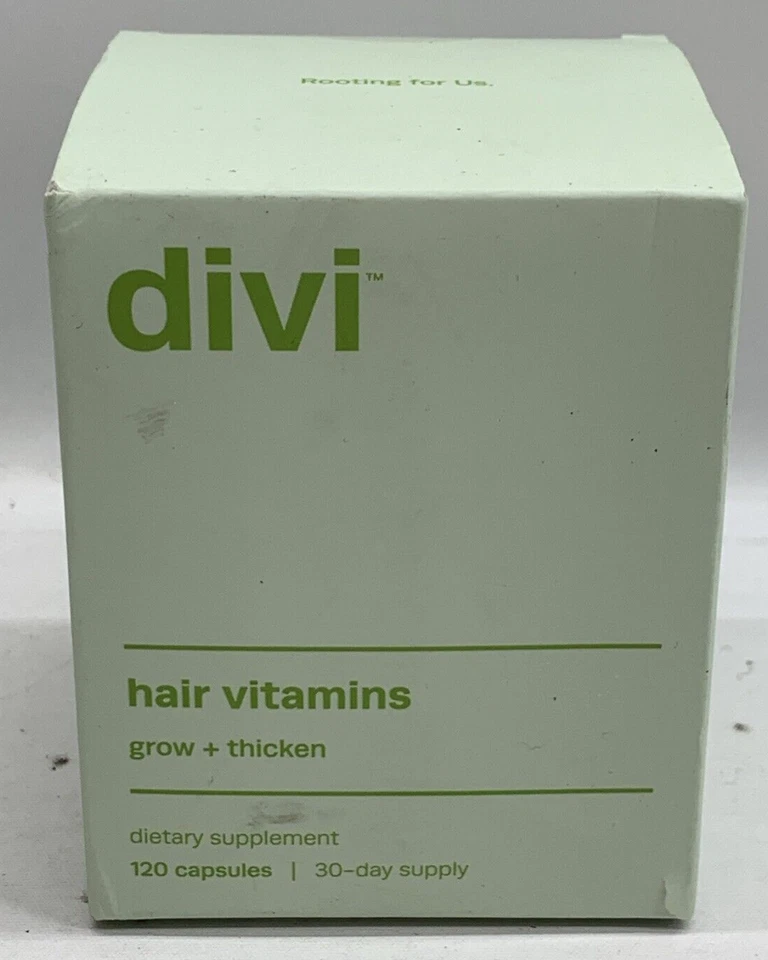 Rooting for Us.
divi™
hair vitamins
grow + thicken
dietary supplement
120 capsules | 30-day supply